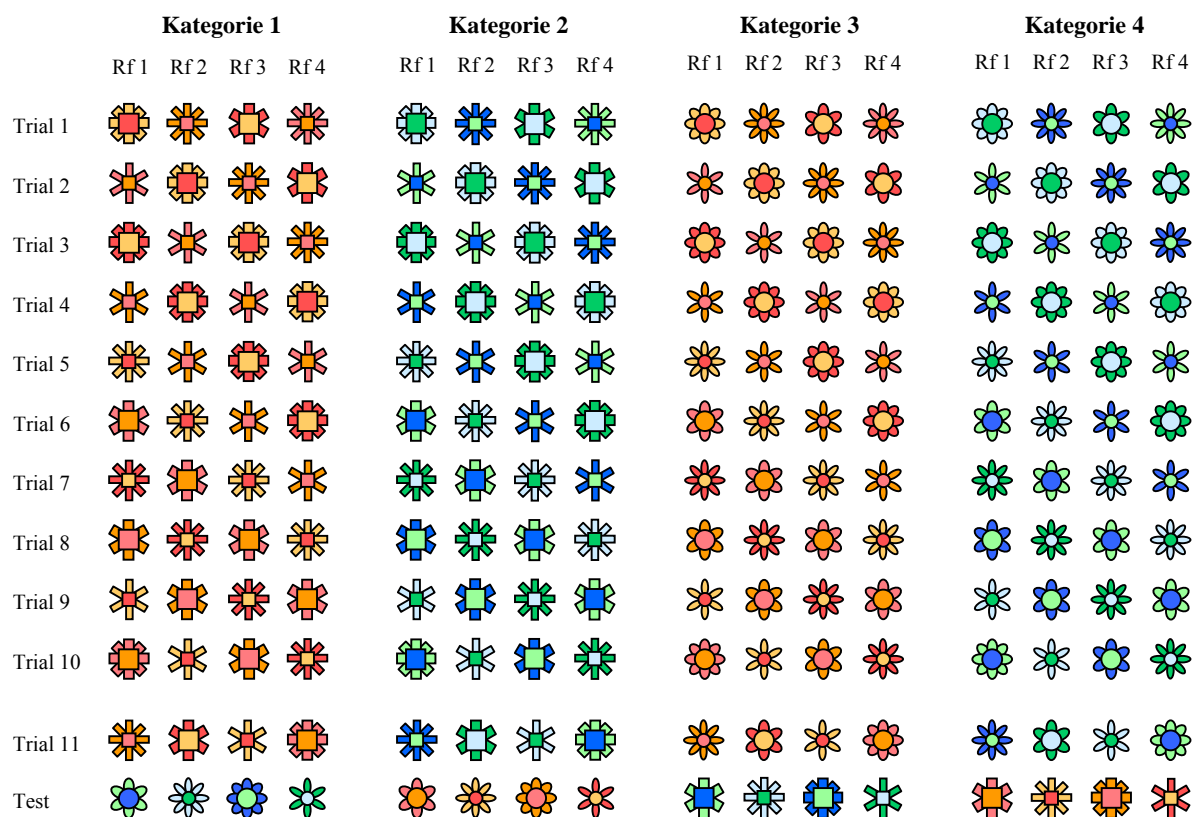 Kategorie 1 Kategorie 2 Kategorie 3 Kategorie 4
Rf 1 Rf 2 Rf 3 Rf 4 Rf 1 Rf 2 Rf 3 Rf 4 Rf 1 Rf 2 Rf 3 Rf 4 Rf 1 Rf 2 Rf 3 Rf 4
Trial 1
Trial 2
Trial 3
Trial 4
Trial 5
Trial 6
Trial 7
Trial 8
Trial 9
Trial 10
Trial 11
Test